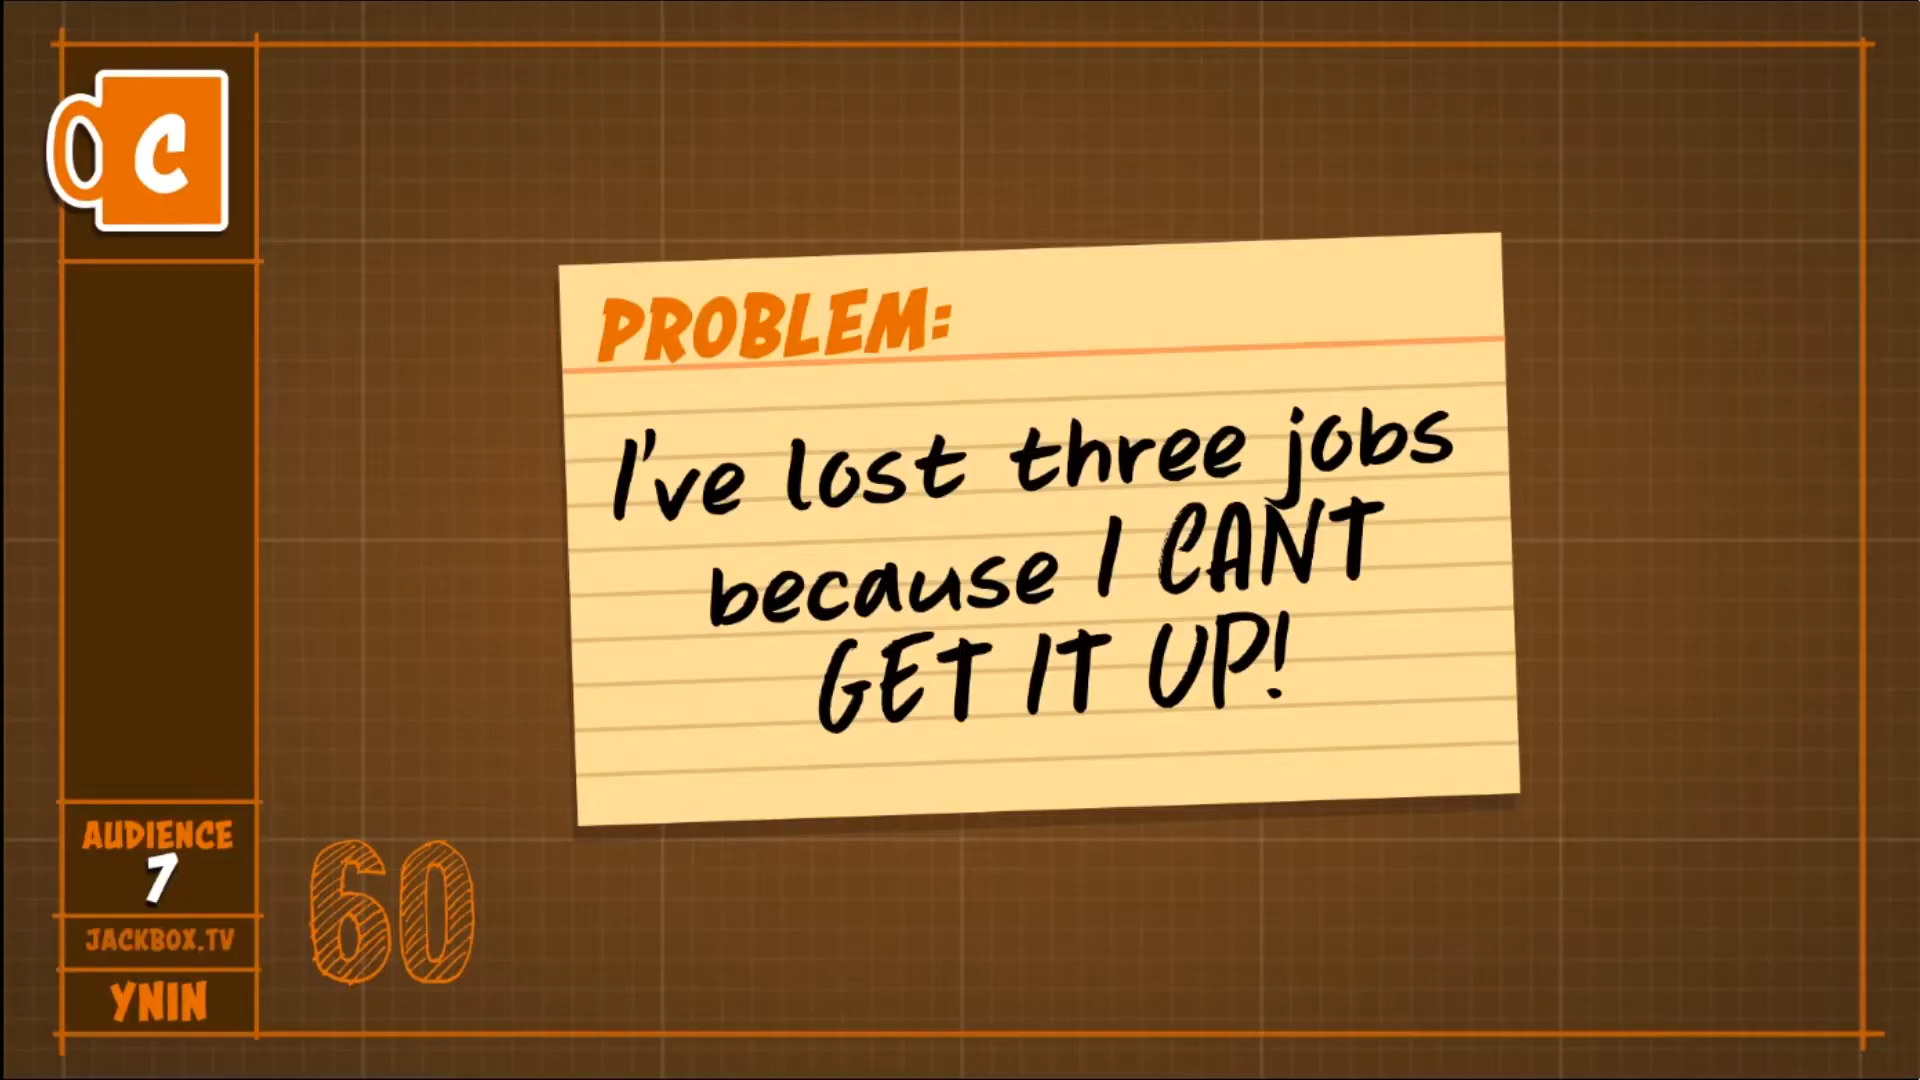 C
PROBLEM:
I've lost three jobs
because I CANT
GET IT UP!
AUDIENCE
7
JACKBOX.TV
YNIN
60